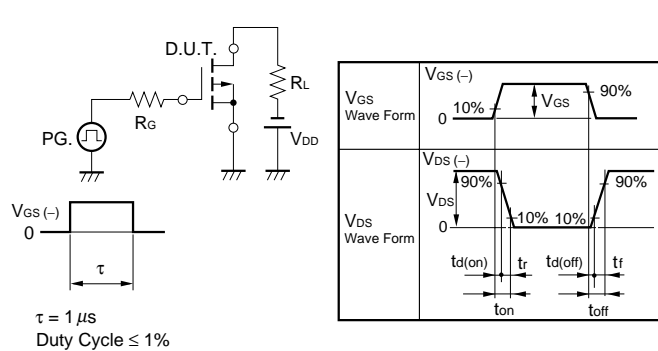 D.U.T.
RL
RG
PG.
VDD
VGS (−)
0
τ
τ = 1 μs
Duty Cycle ≤ 1%
VGS
Wave Form
VGS (−)
10%
0
VGS
90%
VDS
Wave Form
VDS (−)
90%
90%
VDS
10% 10%
0
td(on) tr td(off) tf
ton toff